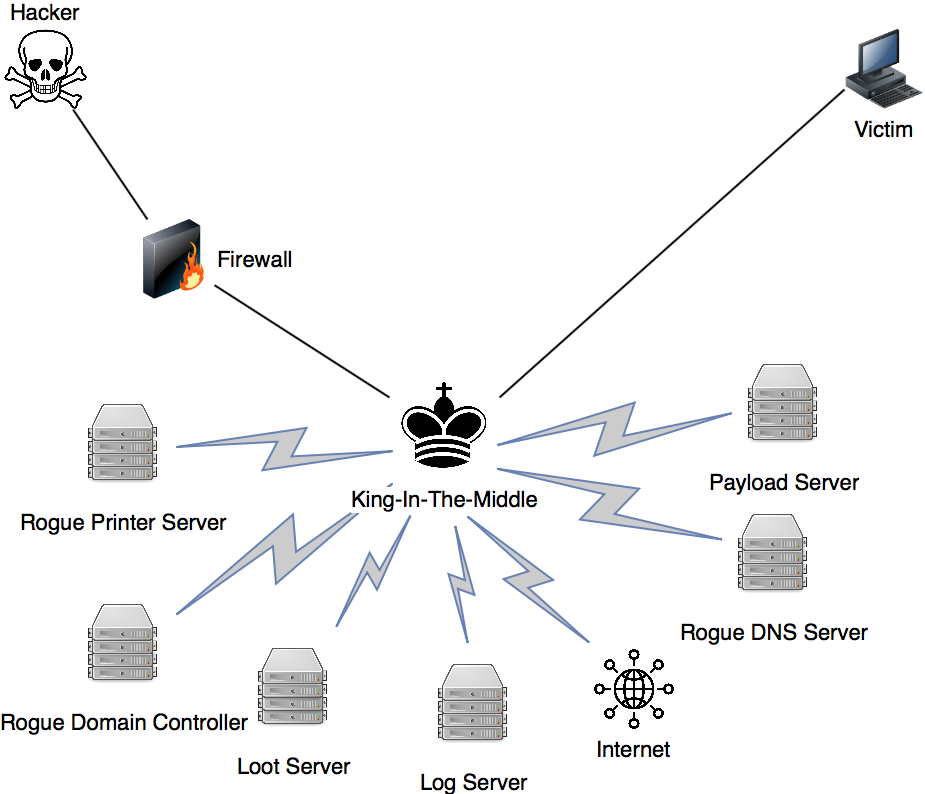 Hacker
Victim
Firewall
King-In-The-Middle
Payload Server
Rogue Printer Server
Rogue DNS Server
Rogue Domain Controller
Loot Server
Internet
Log Server